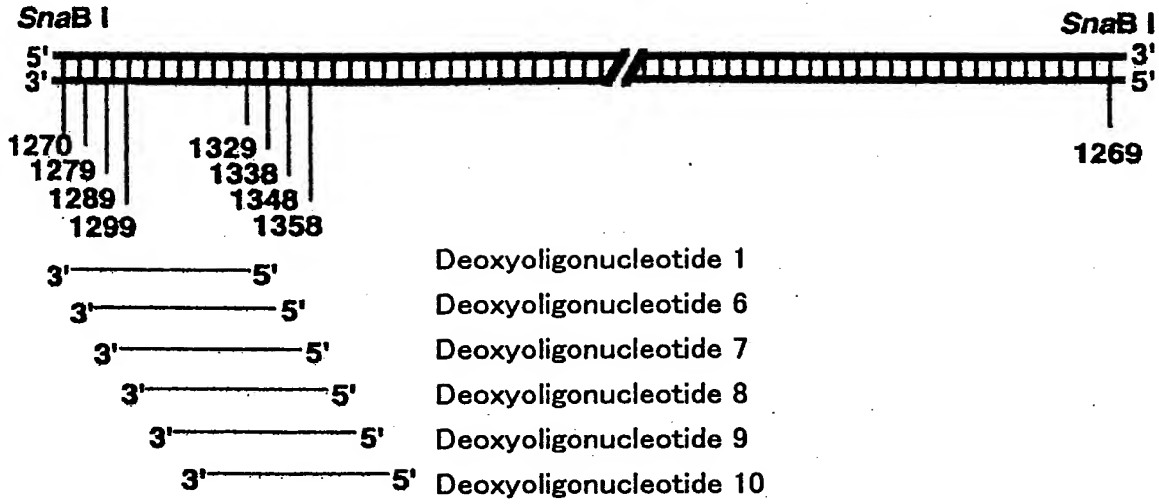 SnaB I SnaB I
5' 3'
3' 5'
1270 1329 1269
1279 1338
1289 1348
1299 1358
3' 5' Deoxyoligonucleotide 1
3' 5' Deoxyoligonucleotide 6
3' 5' Deoxyoligonucleotide 7
3' 5' Deoxyoligonucleotide 8
3' 5' Deoxyoligonucleotide 9
3' 5' Deoxyoligonucleotide 10